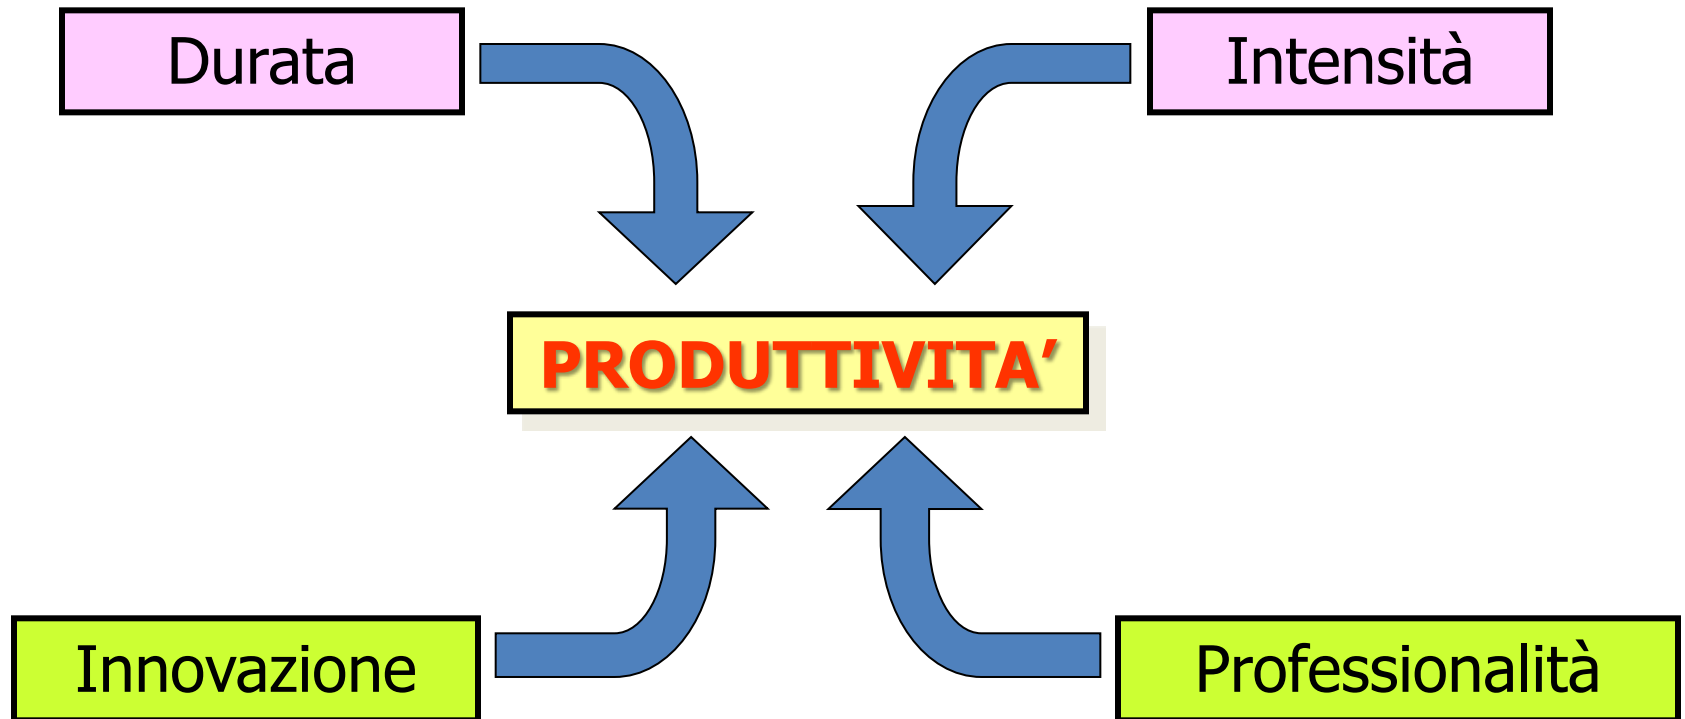 Durata
Intensità
PRODUTTIVITA’
Innovazione
Professionalità